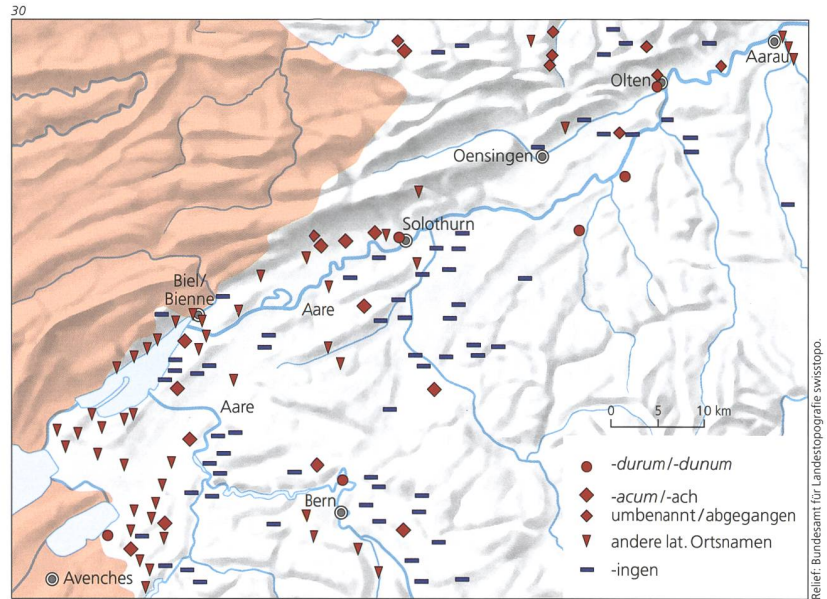 30
Aarau
Olten
Oensingen
Solothurn
Biel/
Bienne
Aare
Aare
0 5 10 km
-durum/-dunum
-acum/-ach
umbenannt/abgegangen
andere lat. Ortsnamen
-ingen
Bern
Avenches
Relief: Bundesamt für Landestopografie swisstopo.